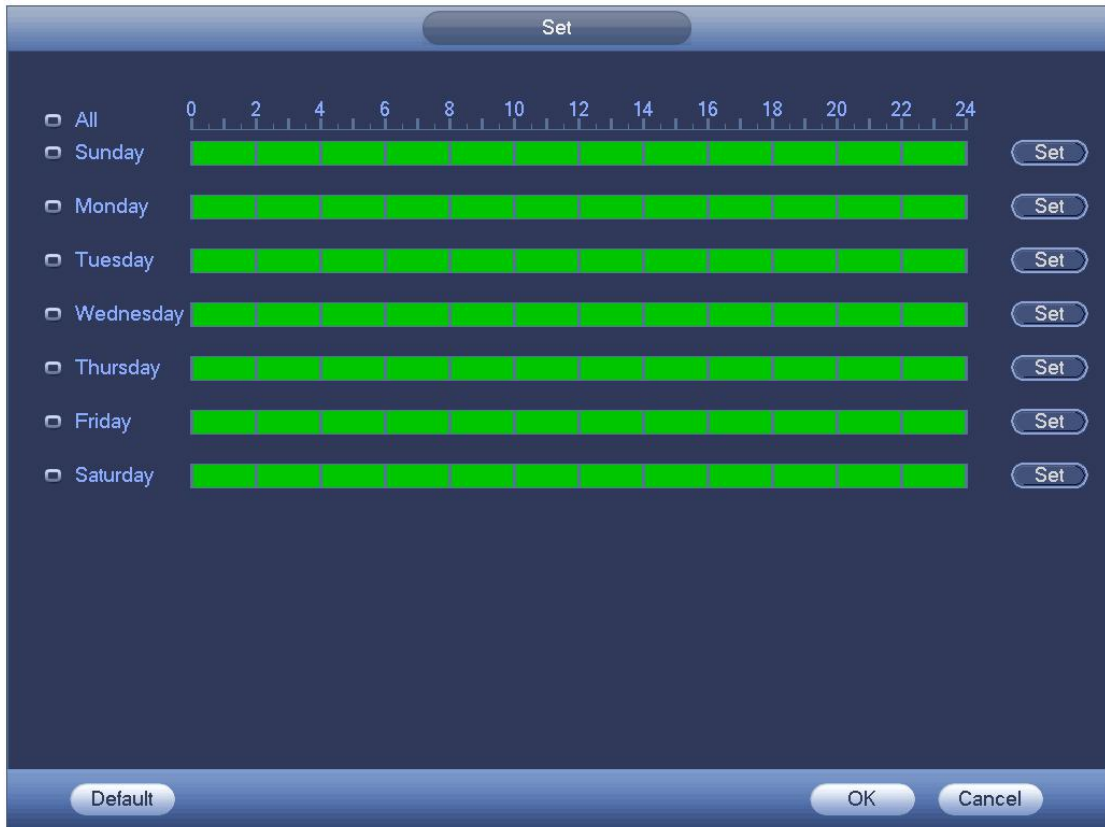 Set
All 0 2 4 6 8 10 12 14 16 18 20 22 24
Sunday Set
Monday Set
Tuesday Set
Wednesday Set
Thursday Set
Friday Set
Saturday Set
Default OK Cancel